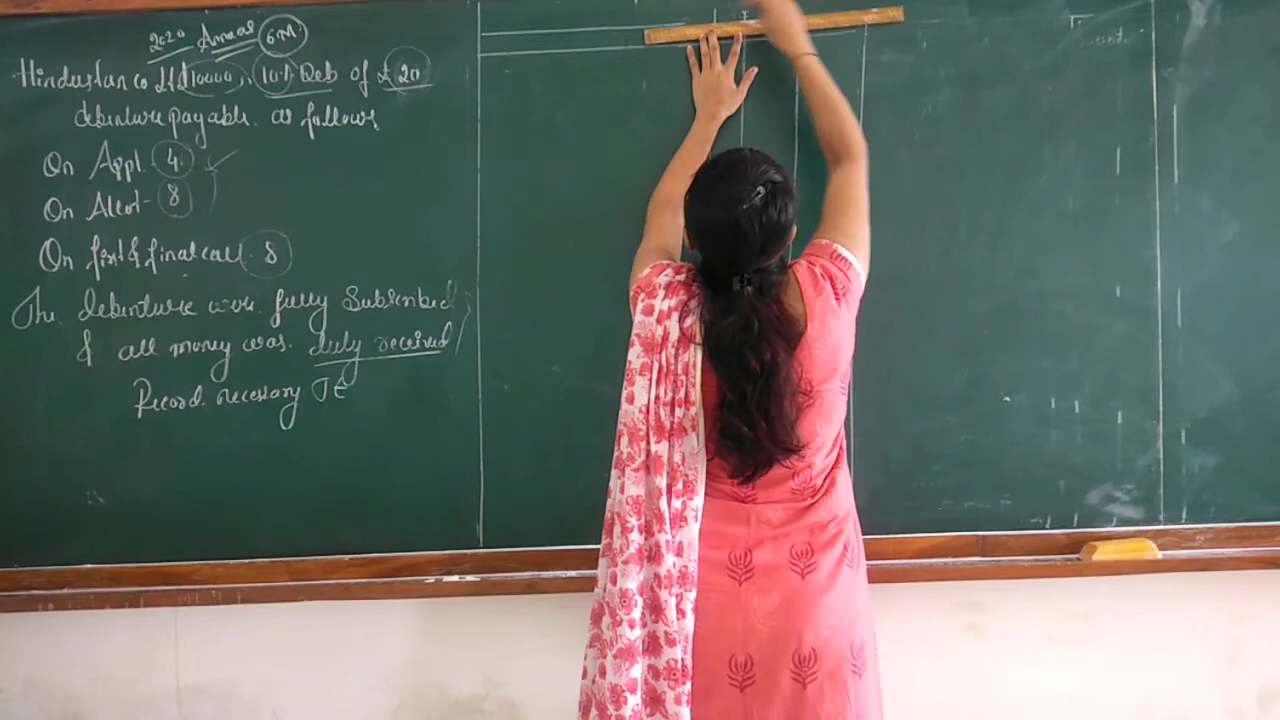 2020 Annual 6M
Hindustan Co Ltd 10000, 10% Deb of ₹ 20
debenture payable as follows
On Appl. 4
On Allot- 8
On first & final call 8
The debenture were fully Subscribed
& all money was duly received
Record necessary JE